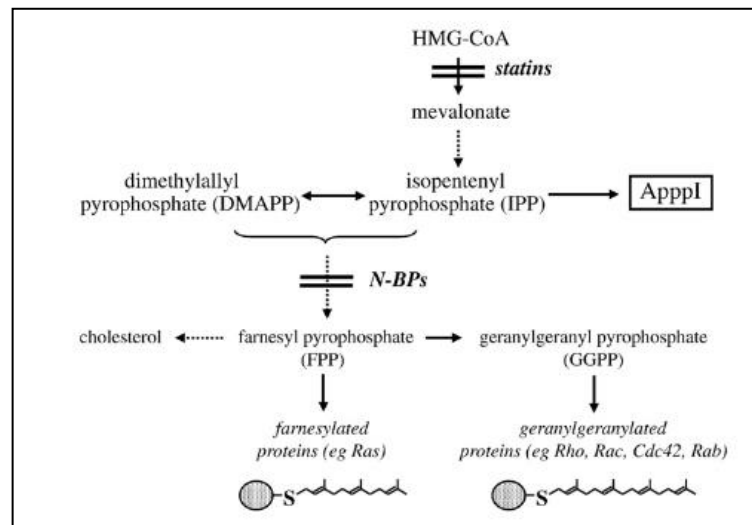 HMG-CoA
statins
mevalonate
dimethylallyl
pyrophosphate (DMAPP)
isopentenyl
pyrophosphate (IPP)
ApppI
N-BPs
cholesterol
farnesyl pyrophosphate
(FPP)
geranylgeranyl pyrophosphate
(GGPP)
farnesylated
proteins (eg Ras)
geranylgeranylated
proteins (eg Rho, Rac, Cdc42, Rab)
S
S